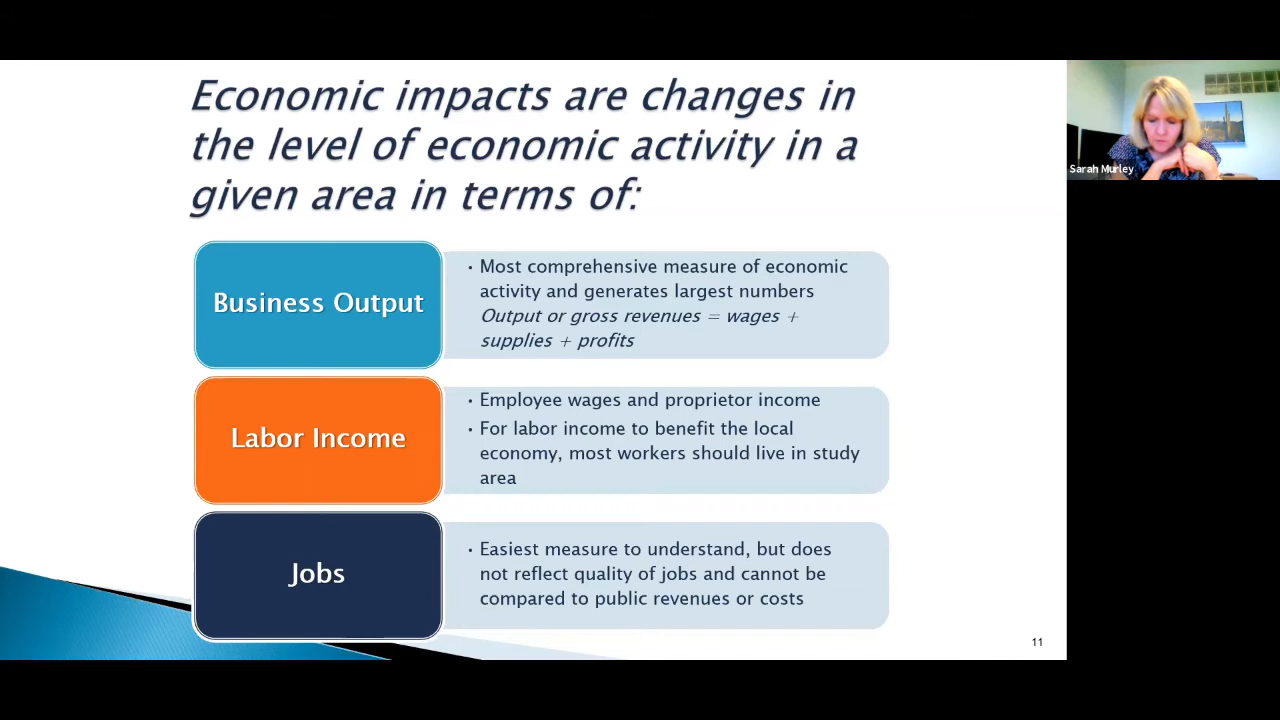 Economic impacts are changes in
the level of economic activity in a
given area in terms of:
Business Output
• Most comprehensive measure of economic
activity and generates largest numbers
Output or gross revenues = wages +
supplies + profits
Labor Income
• Employee wages and proprietor income
• For labor income to benefit the local
economy, most workers should live in study
area
Jobs
• Easiest measure to understand, but does
not reflect quality of jobs and cannot be
compared to public revenues or costs
11
Sarah Murley